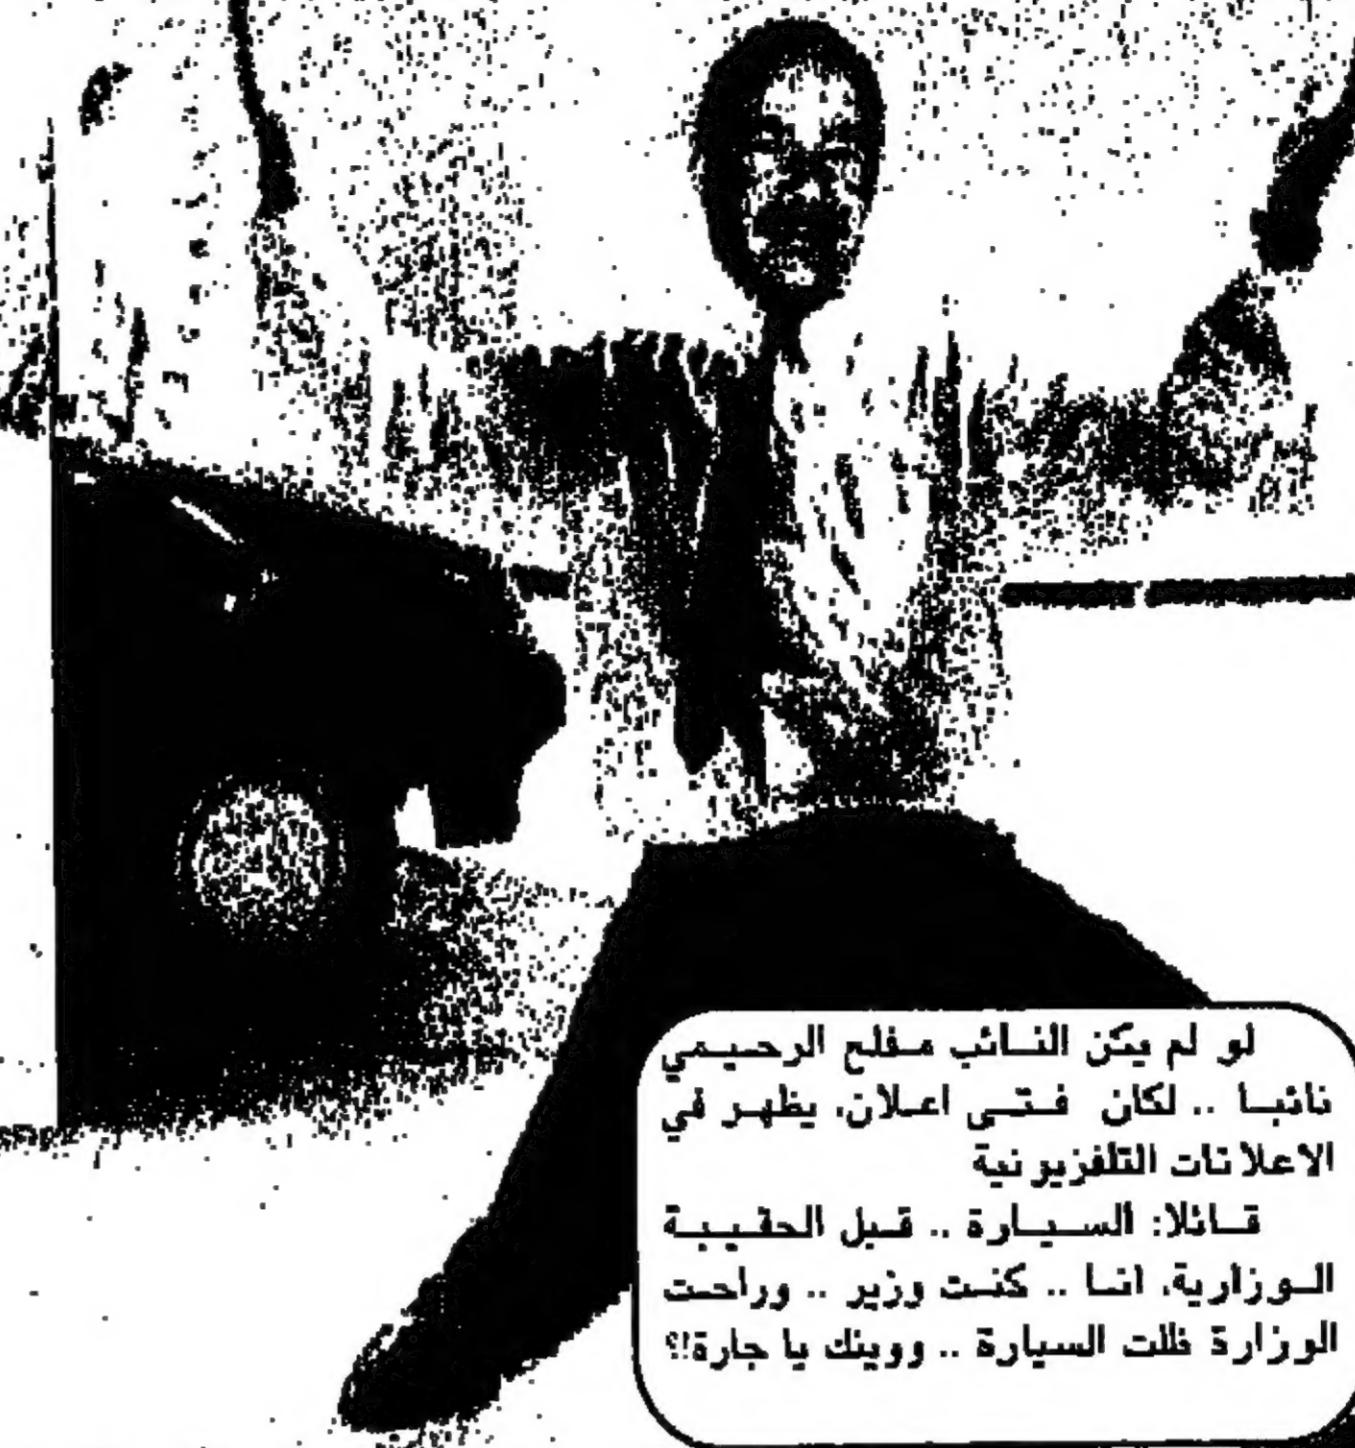 لو لم يكن النائب مفلح الرحيمي
نائبا .. لكان فتى اعلان، يظهر في
الاعلانات التلفزيونية
قائلا: السيارة .. قبل الحقيبة
الوزارية، انا .. كنت وزير .. وراحت
الوزارة ظلت السيارة .. ووينك يا جارة!؟